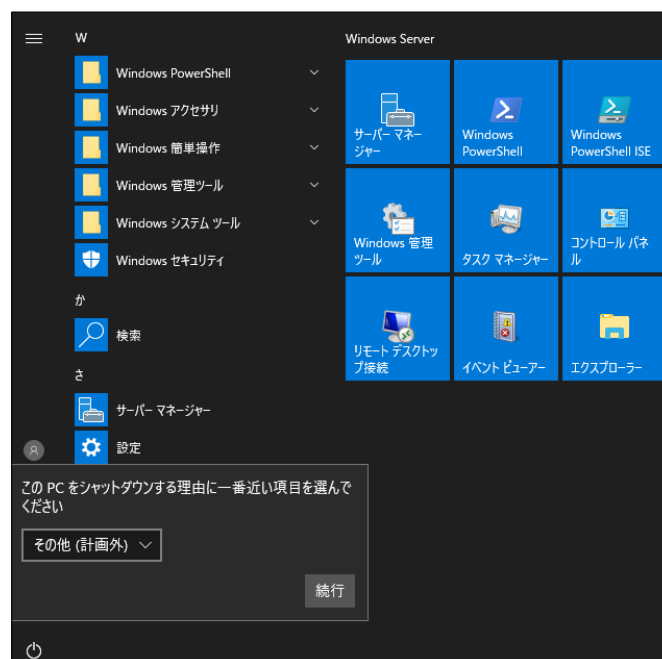 W
Windows PowerShell
Windows アクセサリ
Windows 簡単操作
Windows 管理ツール
Windows システム ツール
Windows セキュリティ
か
検索
さ
サーバー マネージャー
設定
Windows Server
サーバー マネー
ジャー
Windows
PowerShell
Windows
PowerShell ISE
Windows 管理
ツール
タスク マネージャー
コントロール パネ
ル
リモート デスクトッ
プ接続
イベント ビューアー
エクスプローラー
この PC をシャットダウンする理由に一番近い項目を選んで
ください
その他 (計画外)
続行